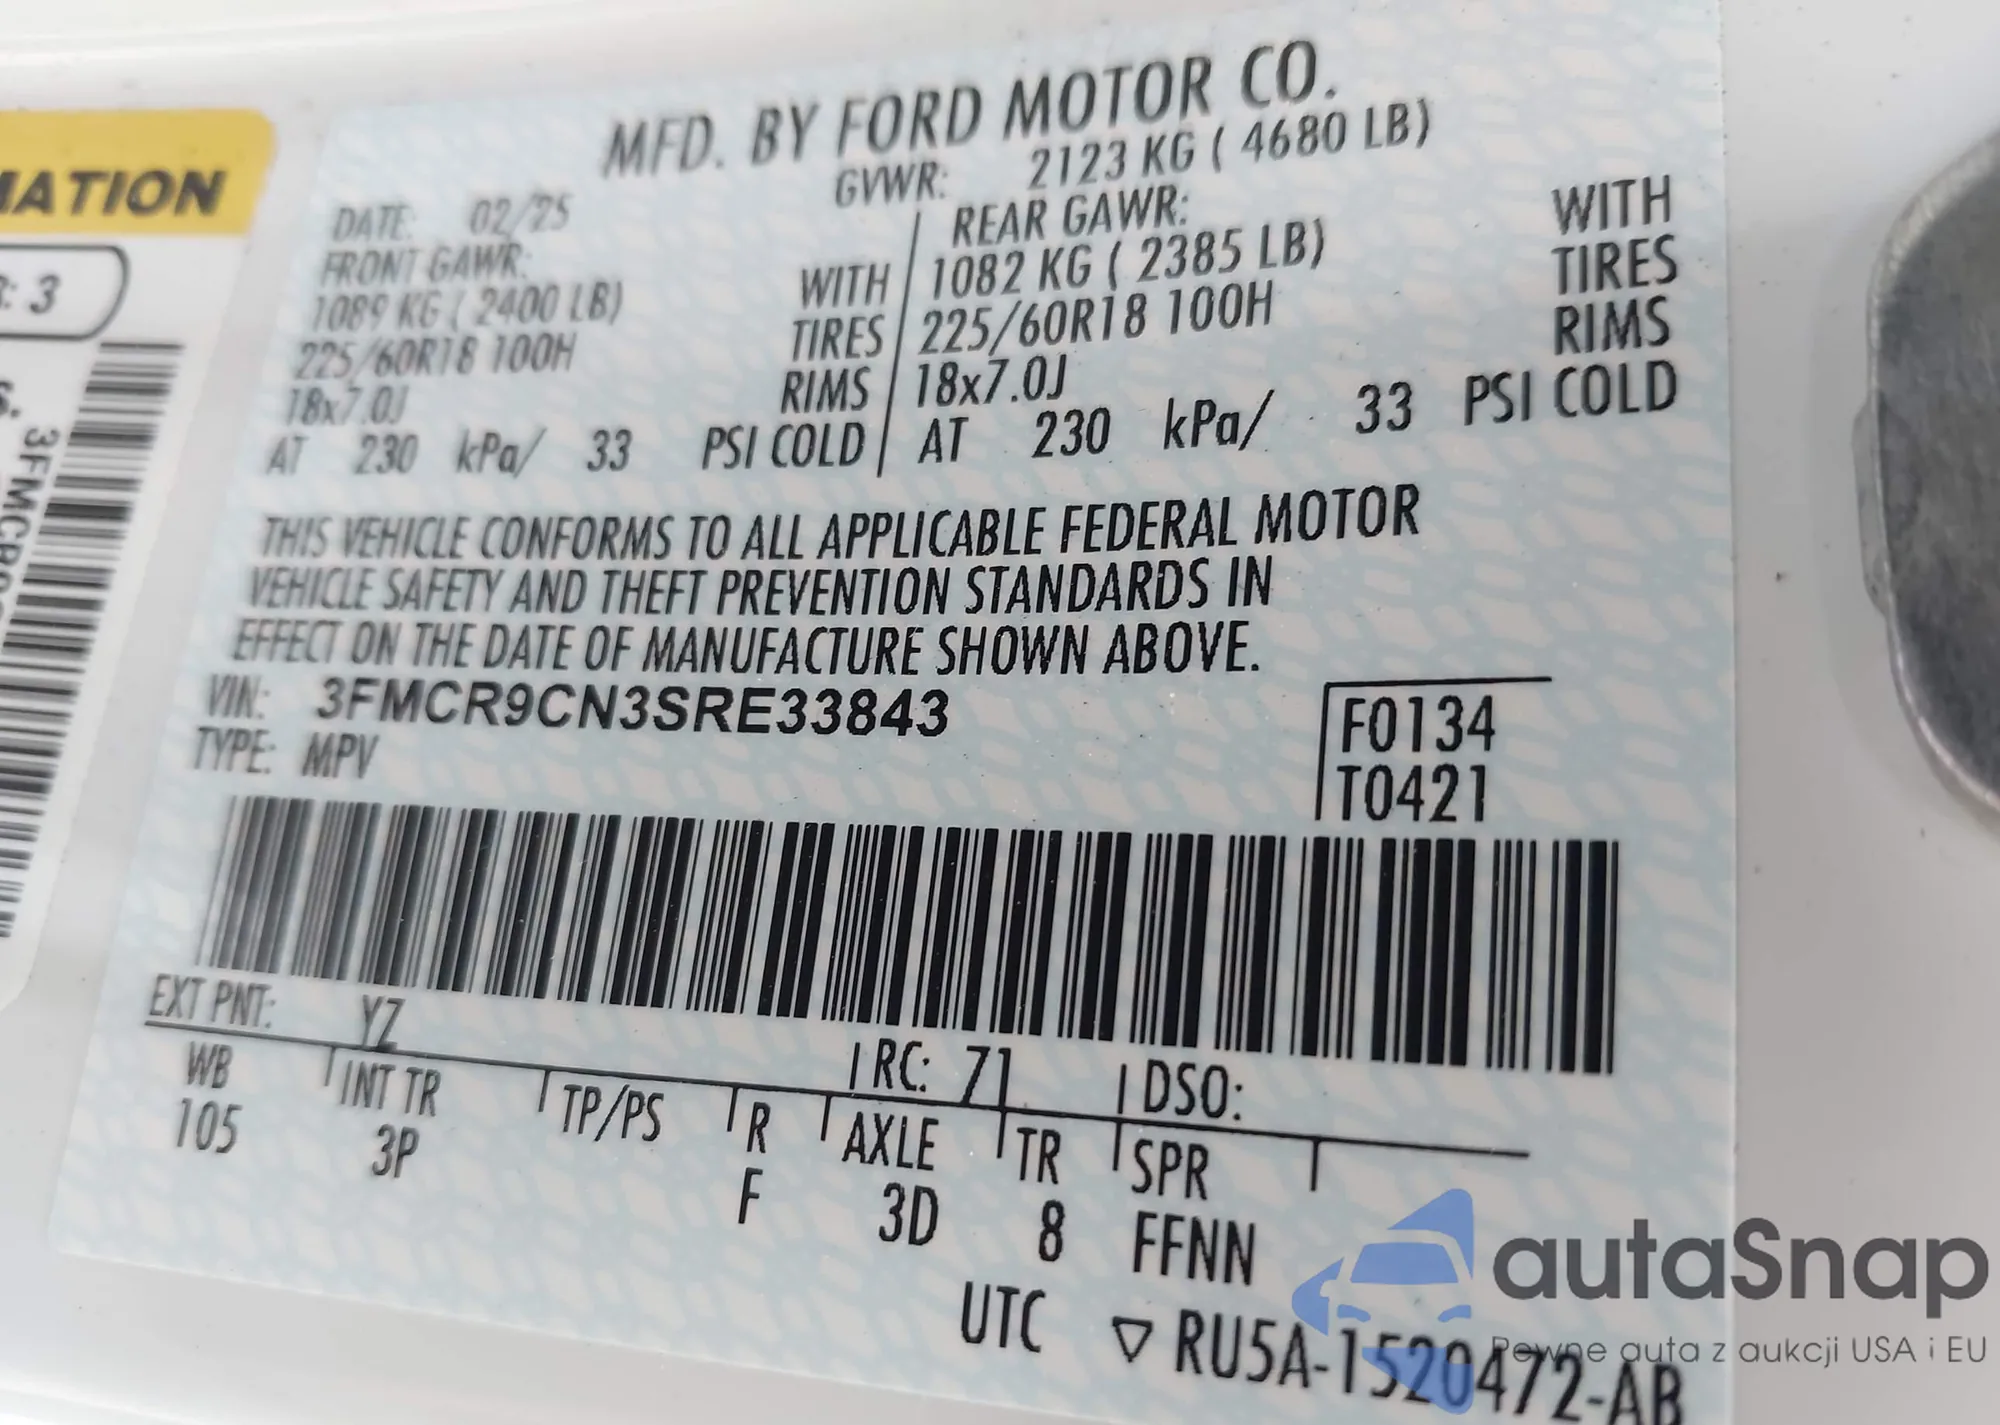 MATION
: 3
S.
3FMCR9
MFD. BY FORD MOTOR CO.
DATE: 02/25
GVWR: 2123 KG ( 4680 LB)
FRONT GAWR:
1089 KG ( 2400 LB) WITH
225/60R18 100H TIRES
18x7.0J RIMS
AT 230 kPa/ 33 PSI COLD
REAR GAWR:
1082 KG ( 2385 LB) WITH
225/60R18 100H TIRES
18x7.0J RIMS
AT 230 kPa/ 33 PSI COLD
THIS VEHICLE CONFORMS TO ALL APPLICABLE FEDERAL MOTOR
VEHICLE SAFETY AND THEFT PREVENTION STANDARDS IN
EFFECT ON THE DATE OF MANUFACTURE SHOWN ABOVE.
VIN: 3FMCR9CN3SRE33843
TYPE: MPV
F0134
T0421
EXT PNT: YZ RC: 71 DSO:
WB INT TR TP/PS R AXLE TR SPR
105 3P F 3D 8 FFNN
UTC ▽ RU5A-1520472-AB
autaSnap
Pewne auta z aukcji USA i EU